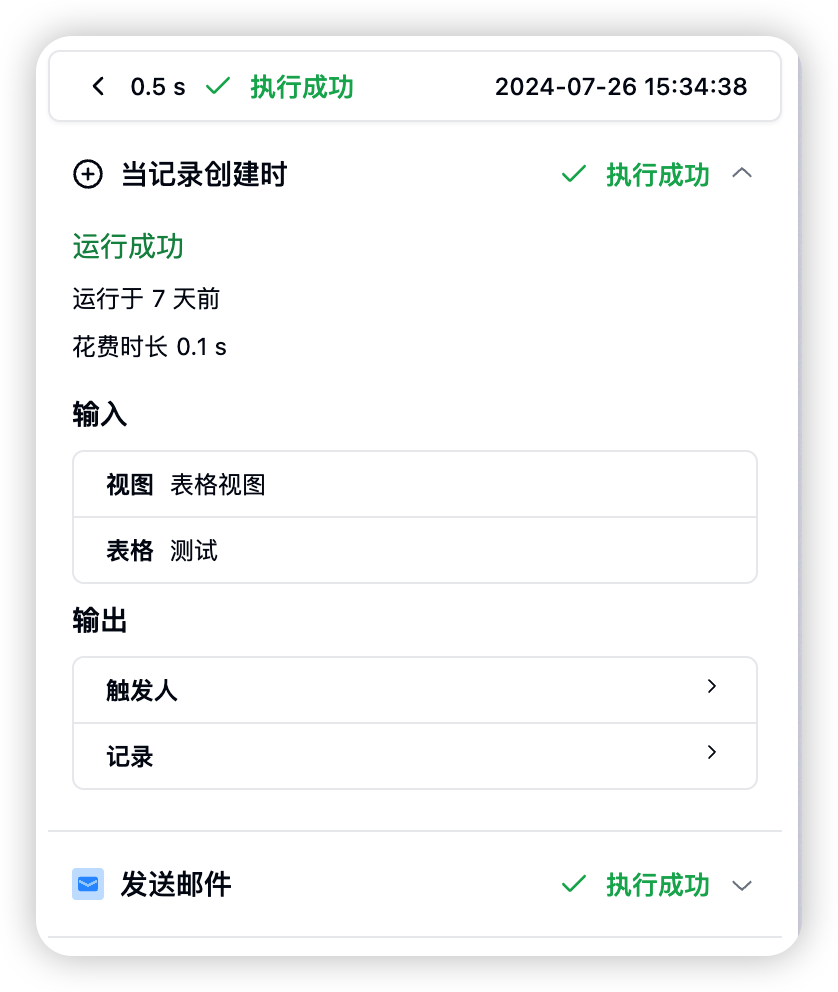 0.5 s 执行成功 2024-07-26 15:34:38
当记录创建时 执行成功
运行成功
运行于 7 天前
花费时长 0.1 s
输入
视图 表格视图
表格 测试
输出
触发人
记录
发送邮件 执行成功